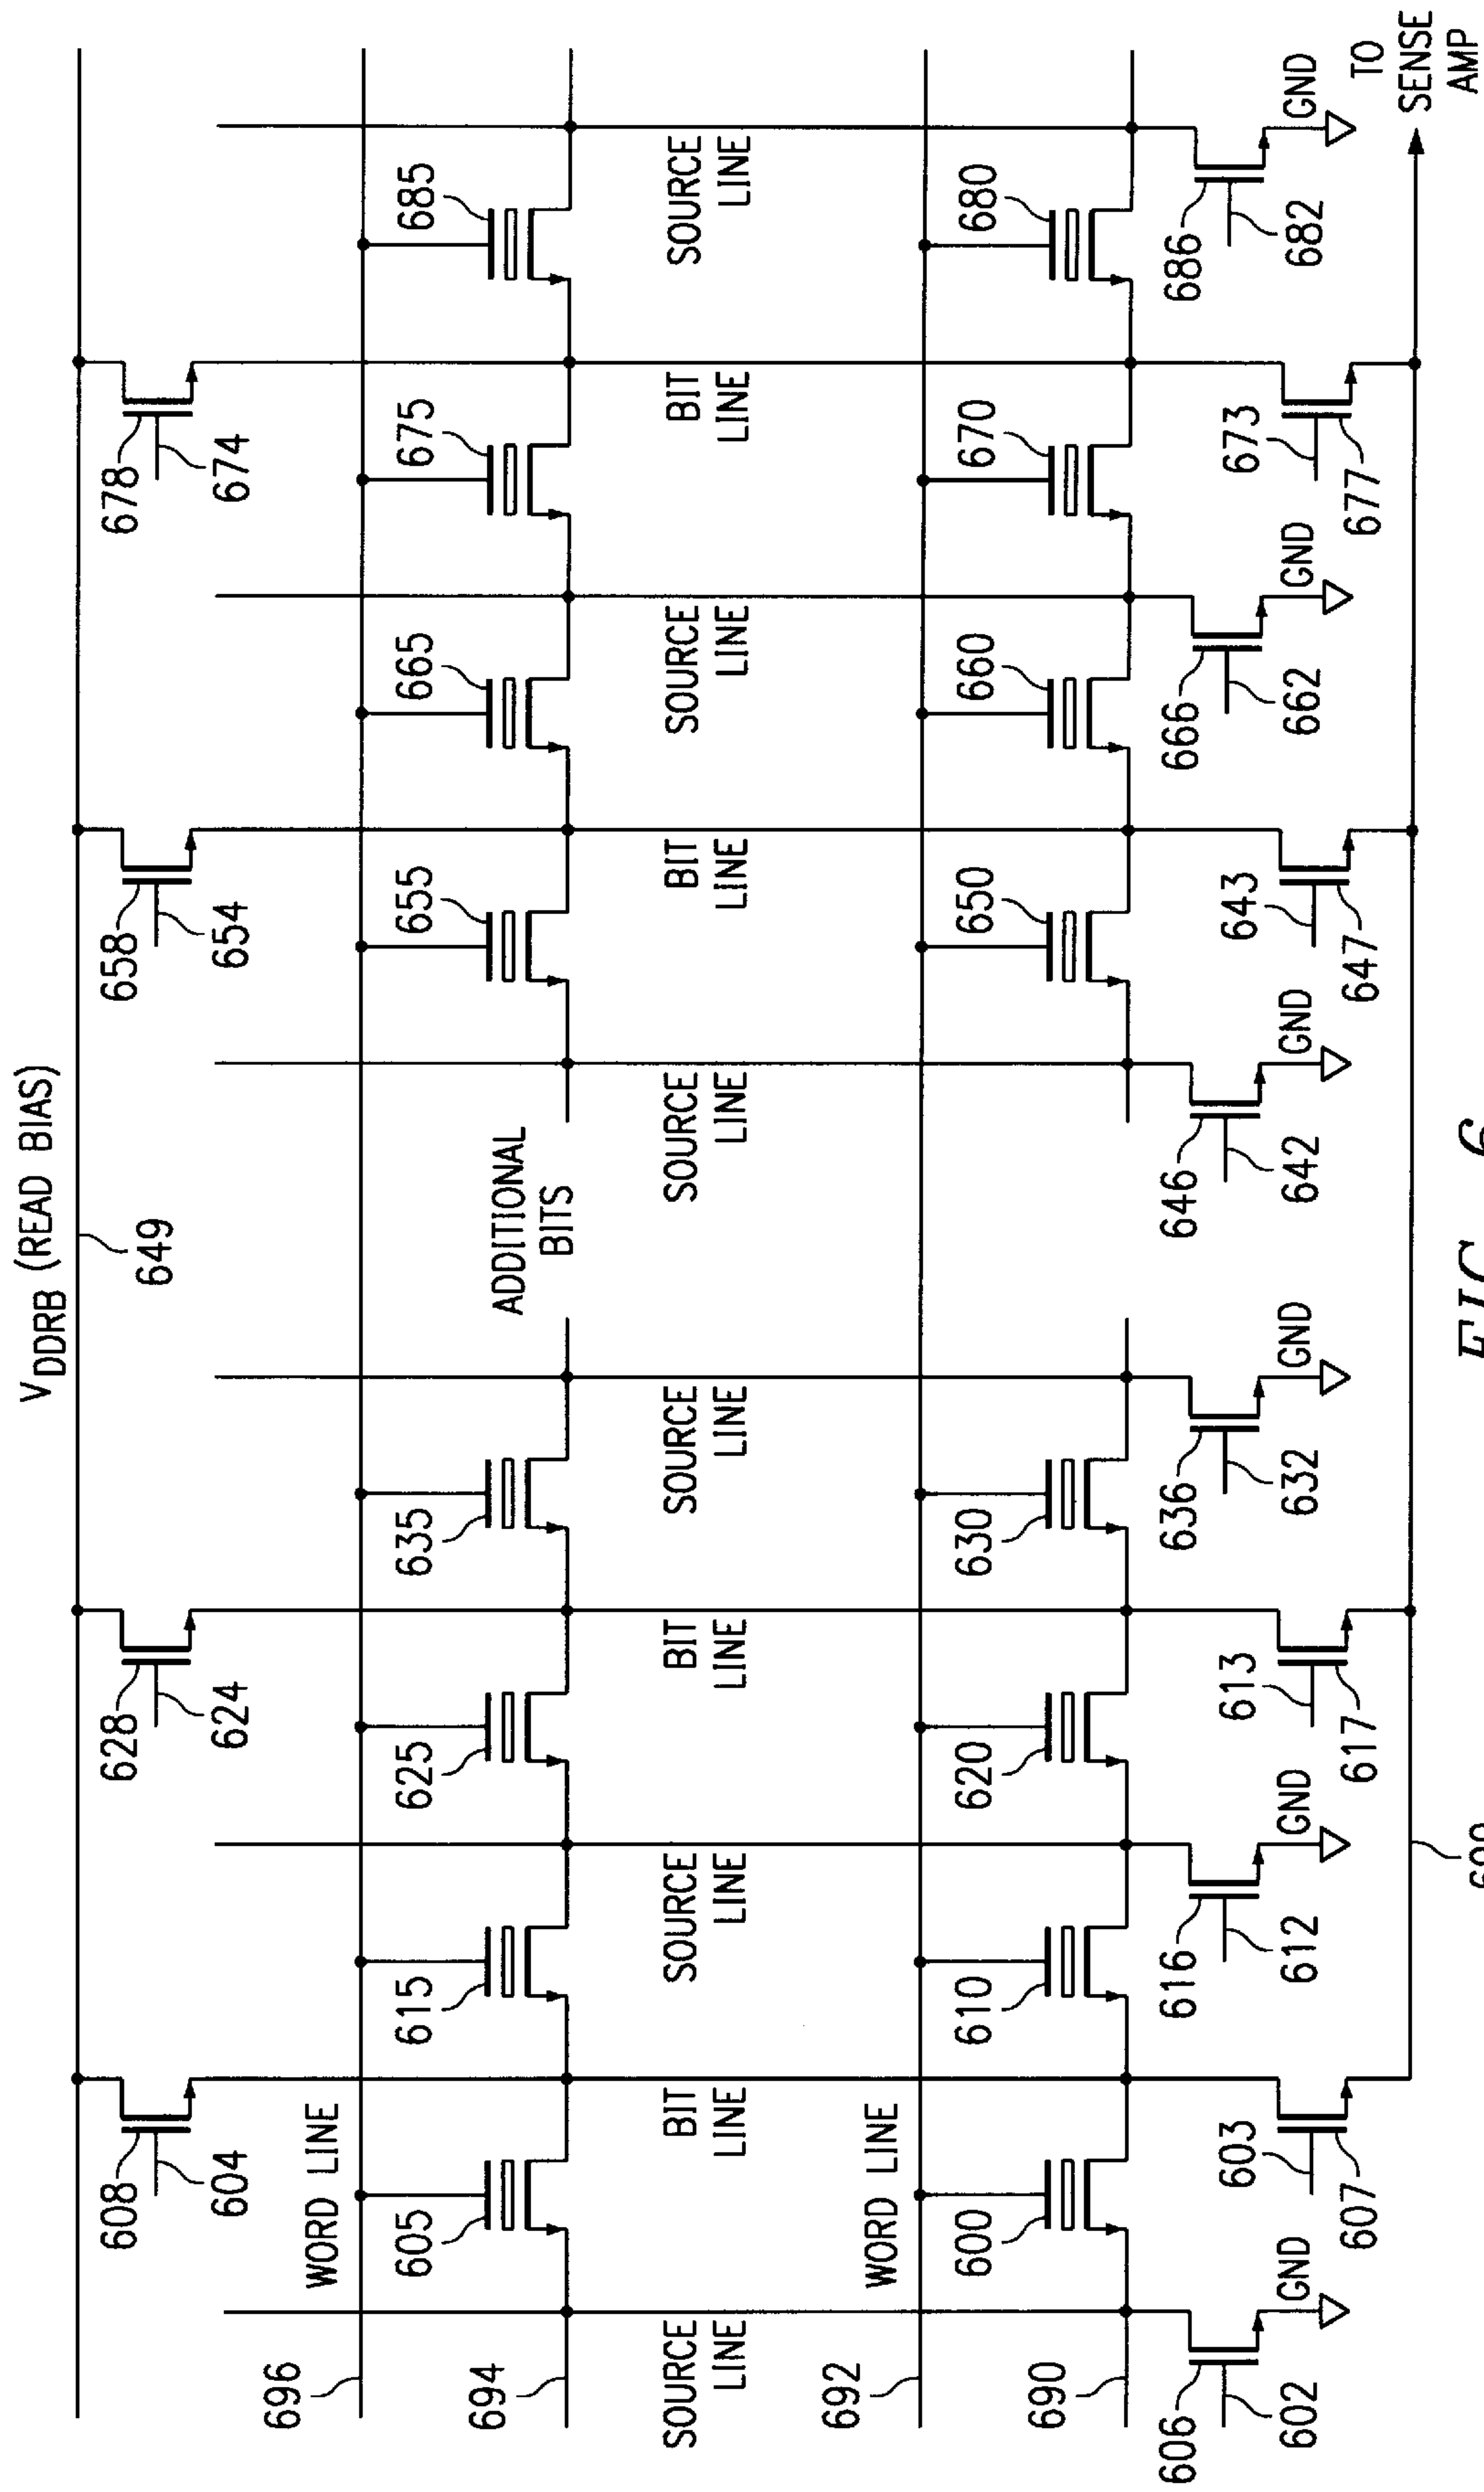 V_DDRB (READ BIAS)
649
608
604
628
624
658
654
678
674
WORD LINE
696
605
615
625
635
ADDITIONAL
BITS
655
665
675
685
694
SOURCE
LINE
BIT
LINE
SOURCE
LINE
BIT
LINE
SOURCE
LINE
SOURCE
LINE
BIT
LINE
SOURCE
LINE
BIT
LINE
SOURCE
LINE
WORD LINE
692
600
610
620
630
650
660
670
680
690
606
602
GND
603
607
616
612
GND
613
617
636
632
GND
646
642
GND
643
647
666
662
GND
673
677
686
682
GND
TO
SENSE
AMP